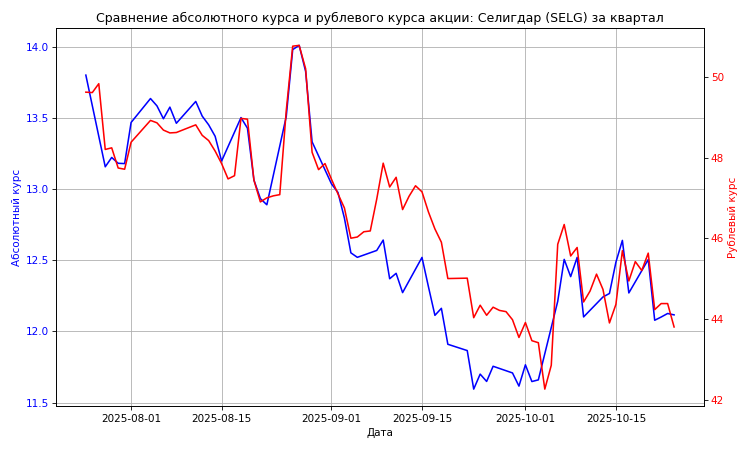 Сравнение абсолютного курса и рублевого курса акции: Селигдар (SELG) за квартал
14.0
13.5
13.0
12.5
12.0
11.5
Абсолютный курс
50
48
46
44
42
Рублевый курс
2025-08-01 2025-08-15 2025-09-01 2025-09-15 2025-10-01 2025-10-15
Дата